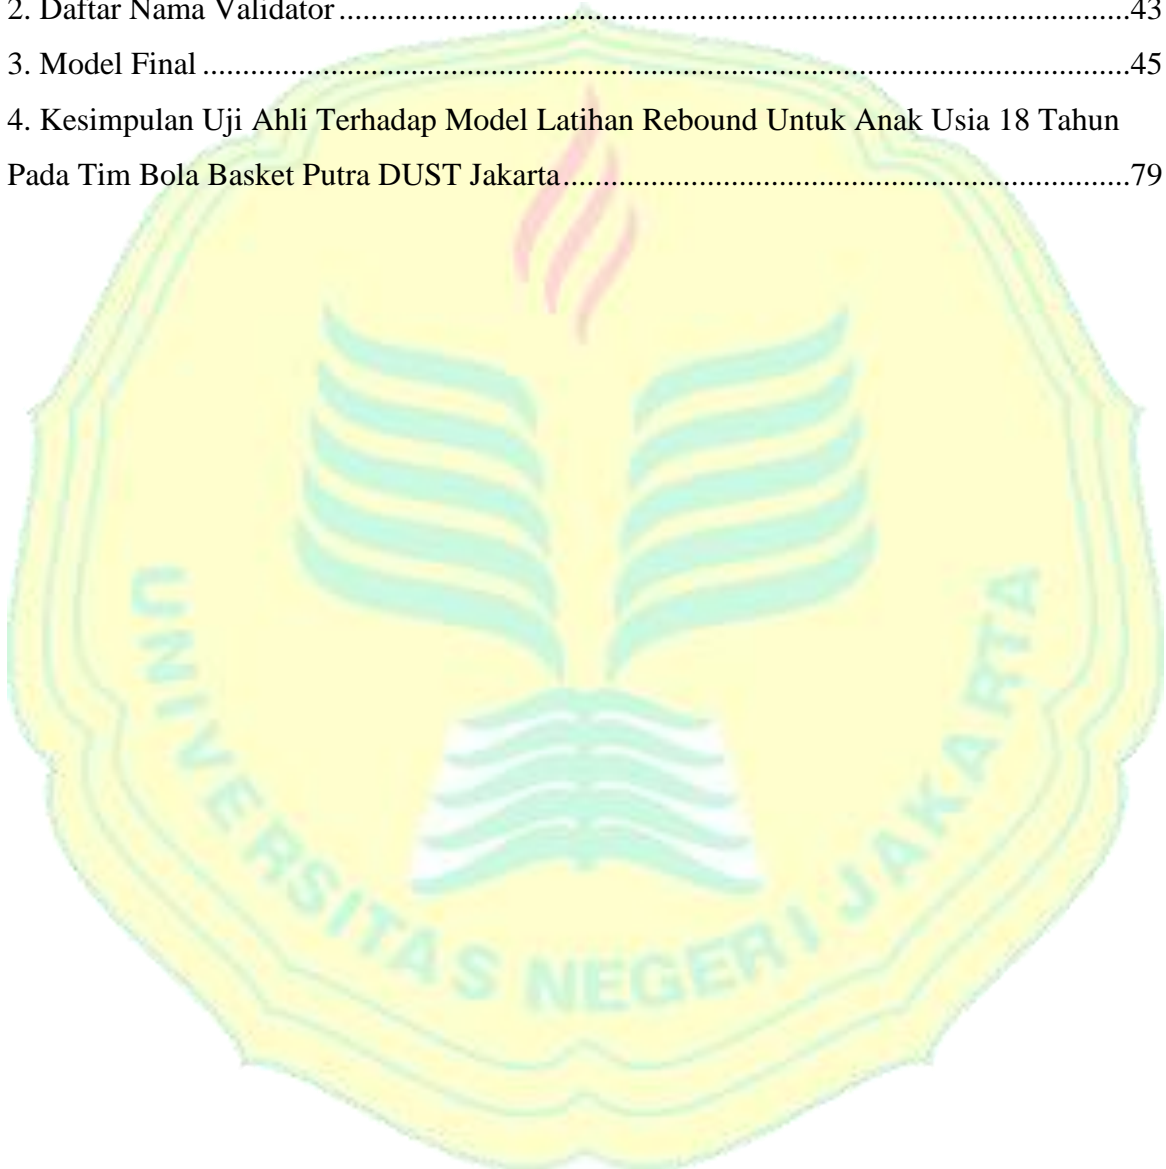 2. Daftar Nama Validator ........................................................................................................43
3. Model Final ..........................................................................................................................45
4. Kesimpulan Uji Ahli Terhadap Model Latihan Rebound Untuk Anak Usia 18 Tahun
Pada Tim Bola Basket Putra DUST Jakarta..........................................................................79
UNIVERSITAS NEGERI JAKARTA